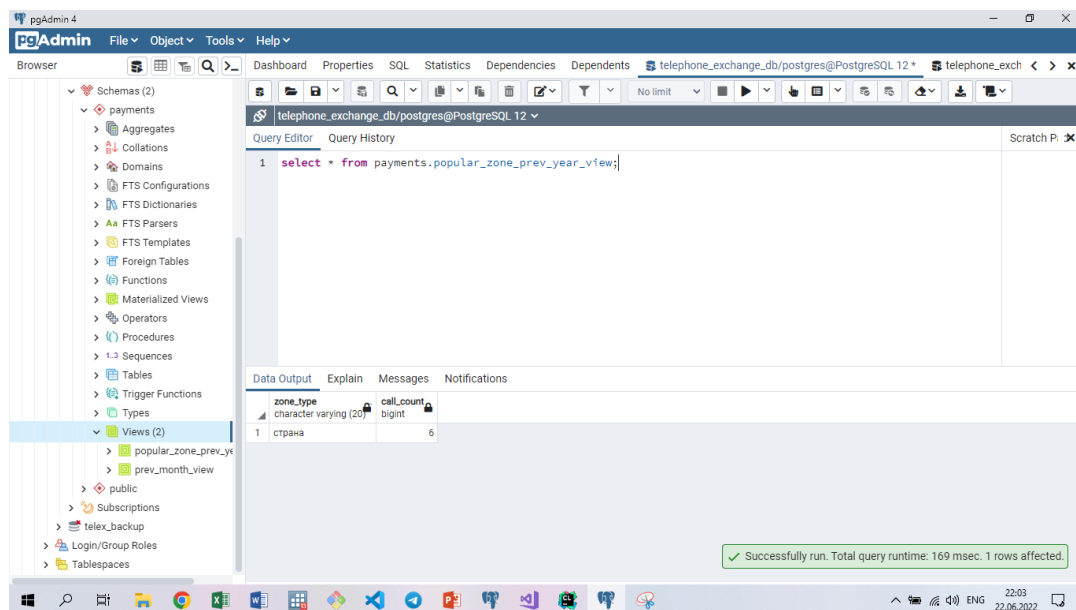 pgAdmin 4
pgAdmin File Object Tools Help
Browser Dashboard Properties SQL Statistics Dependencies Dependents telephone_exchange_db/postgres@PostgreSQL 12 * telephone_exch
Schemas (2)
No limit
payments
telephone_exchange_db/postgres@PostgreSQL 12
Aggregates
Query Editor Query History Scratch P
Collations
1 select * from payments.popular_zone_prev_year_view;
Domains
FTS Configurations
FTS Dictionaries
Aa FTS Parsers
FTS Templates
Foreign Tables
Functions
Materialized Views
Operators
Procedures
1..3 Sequences
Tables
Data Output Explain Messages Notifications
Trigger Functions
zone_type call_count
character varying (20) bigint
Types
Views (2)
1 страна 6
popular_zone_prev_ye
prev_month_view
public
Subscriptions
telex_backup
Login/Group Roles
Successfully run. Total query runtime: 169 msec. 1 rows affected.
Tablespaces
ENG 22:03
22.06.2022